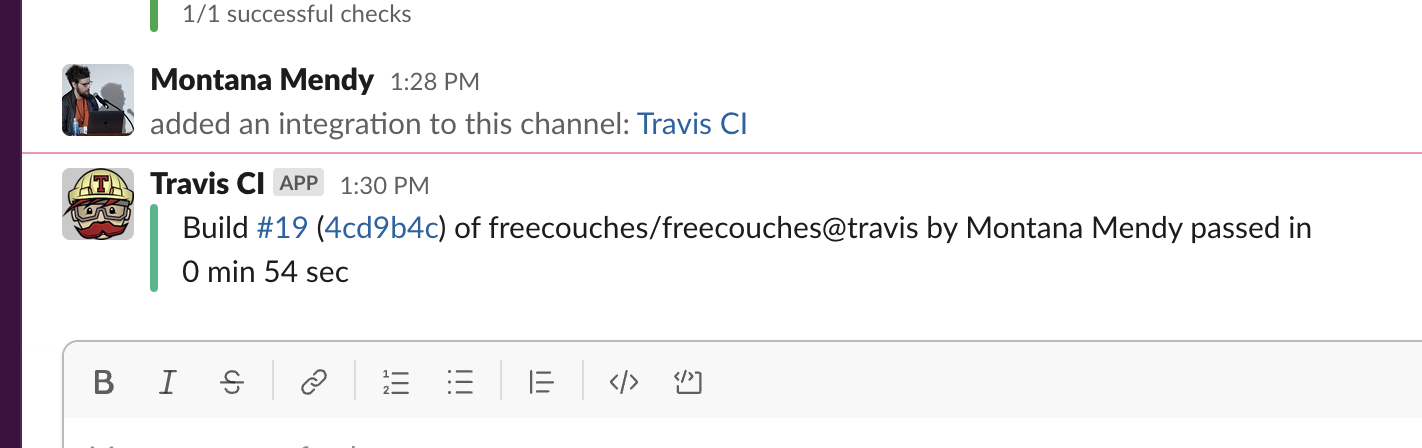 1/1 successful checks
Montana Mendy 1:28 PM
added an integration to this channel: Travis CI
T
Travis CI APP 1:30 PM
Build #19 (4cd9b4c) of freecouches/freecouches@travis by Montana Mendy passed in
0 min 54 sec